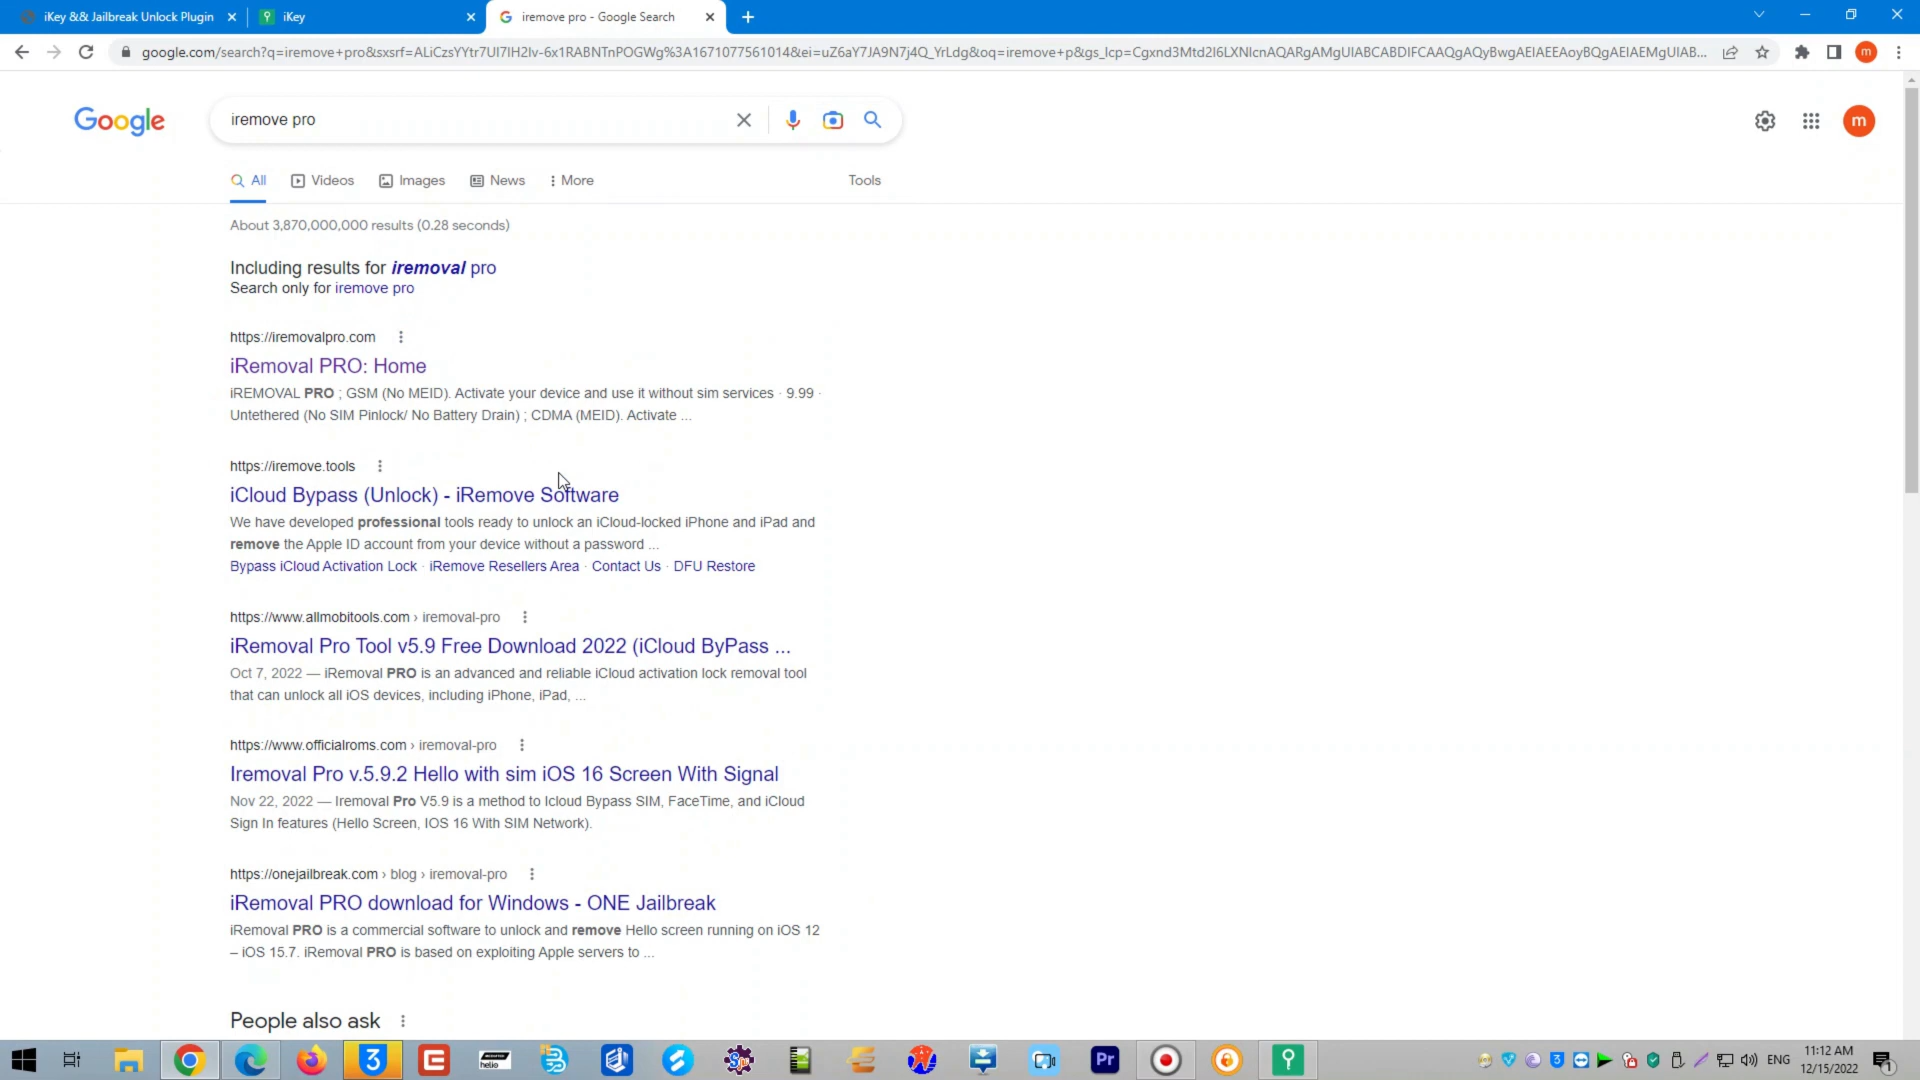 iKey && Jailbreak Unlock Plugin
iKey
iremove pro - Google Search
google.com/search?q=iremove+pro&sxsrf=ALiCzsYYtr7UI7IH2Iv-6x1RABNTnPOGWg%3A1671077561014&ei=uZ6aY7JA9N7j4Q_YrLdg&oq=iremove+p&gs_lcp=Cgxnd3Mtd2l6LXNlcnAQARgAMgUIABCABDIFCAAQgAQyBwgAEIAEEAoyBQgAEIAEMgUIAB...
m
Google
iremove pro
m
All
Videos
Images
News
More
Tools
About 3,870,000,000 results (0.28 seconds)
Including results for iremoval pro
Search only for iremove pro
https://iremovalpro.com
iRemoval PRO: Home
iREMOVAL PRO ; GSM (No MEID). Activate your device and use it without sim services · 9.99 ·
Untethered (No SIM Pinlock/ No Battery Drain) ; CDMA (MEID). Activate ...
https://iremove.tools
iCloud Bypass (Unlock) - iRemove Software
We have developed professional tools ready to unlock an iCloud-locked iPhone and iPad and
remove the Apple ID account from your device without a password ...
Bypass iCloud Activation Lock · iRemove Resellers Area · Contact Us · DFU Restore
https://www.allmobitools.com › iremoval-pro
iRemoval Pro Tool v5.9 Free Download 2022 (iCloud ByPass ...
Oct 7, 2022 — iRemoval PRO is an advanced and reliable iCloud activation lock removal tool
that can unlock all iOS devices, including iPhone, iPad, ...
https://www.officialroms.com › iremoval-pro
Iremoval Pro v.5.9.2 Hello with sim iOS 16 Screen With Signal
Nov 22, 2022 — Iremoval Pro V5.9 is a method to Icloud Bypass SIM, FaceTime, and iCloud
Sign In features (Hello Screen, IOS 16 With SIM Network).
https://onejailbreak.com › blog › iremoval-pro
iRemoval PRO download for Windows - ONE Jailbreak
iRemoval PRO is a commercial software to unlock and remove Hello screen running on iOS 12
– iOS 15.7. iRemoval PRO is based on exploiting Apple servers to ...
People also ask
3
helio
Pr
ENG
11:12 AM
12/15/2022
1